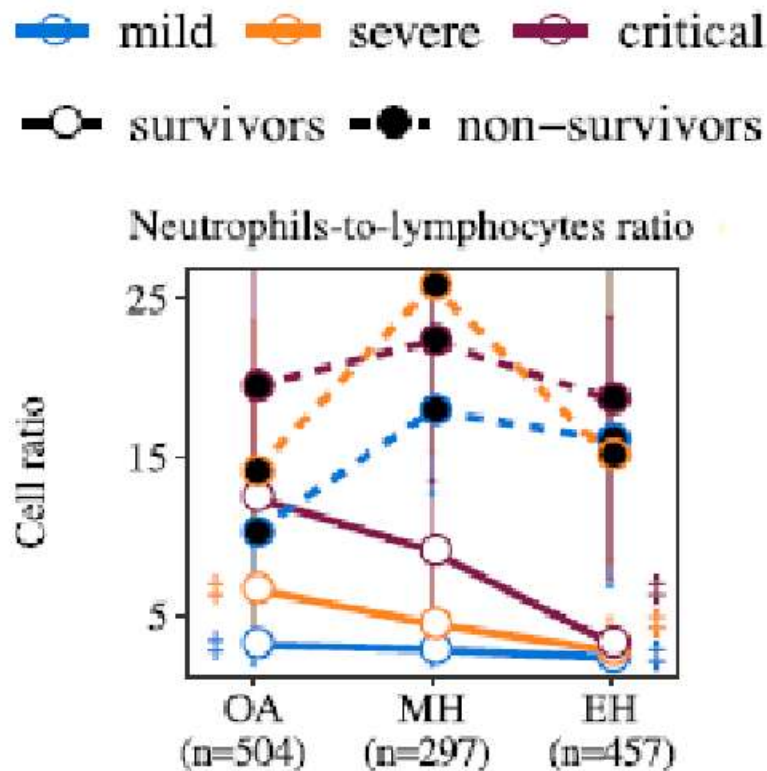 mild severe critical
survivors non-survivors
Neutrophils-to-lymphocytes ratio
25
15
5
Cell ratio
‡ ‡
‡ ‡
‡
OA MH EH
(n=504) (n=297) (n=457)